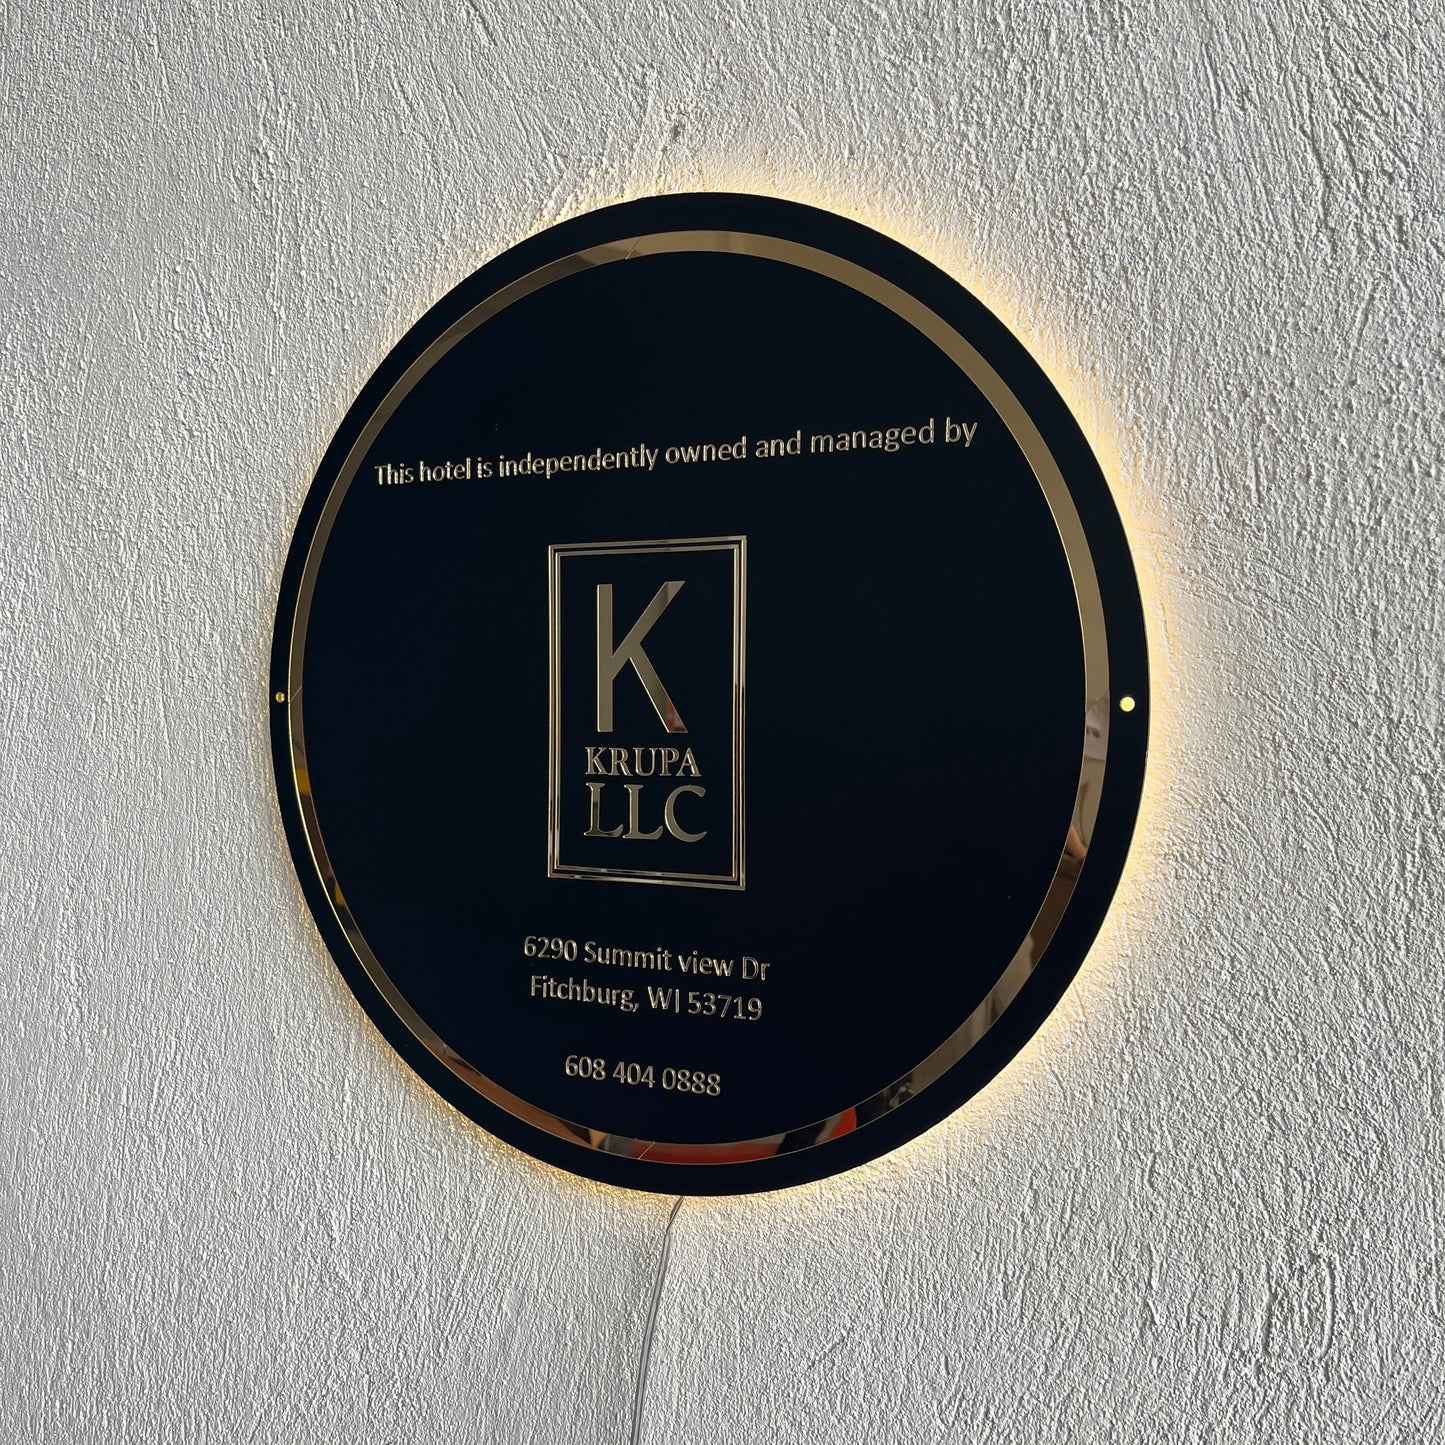 This hotel is independently owned and managed by
K
KRUPA
LLC
6290 Summit view Dr
Fitchburg, WI 53719
608 404 0888